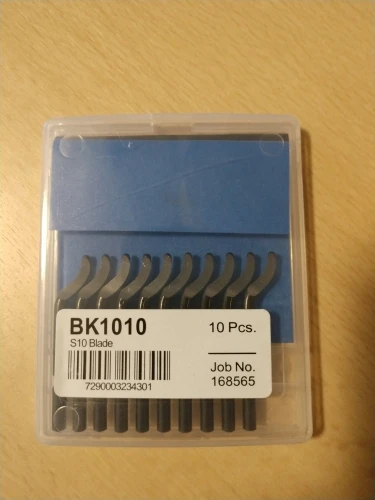 BK1010
10 Pcs.
S10 Blade
Job No.
7290003234301
168565